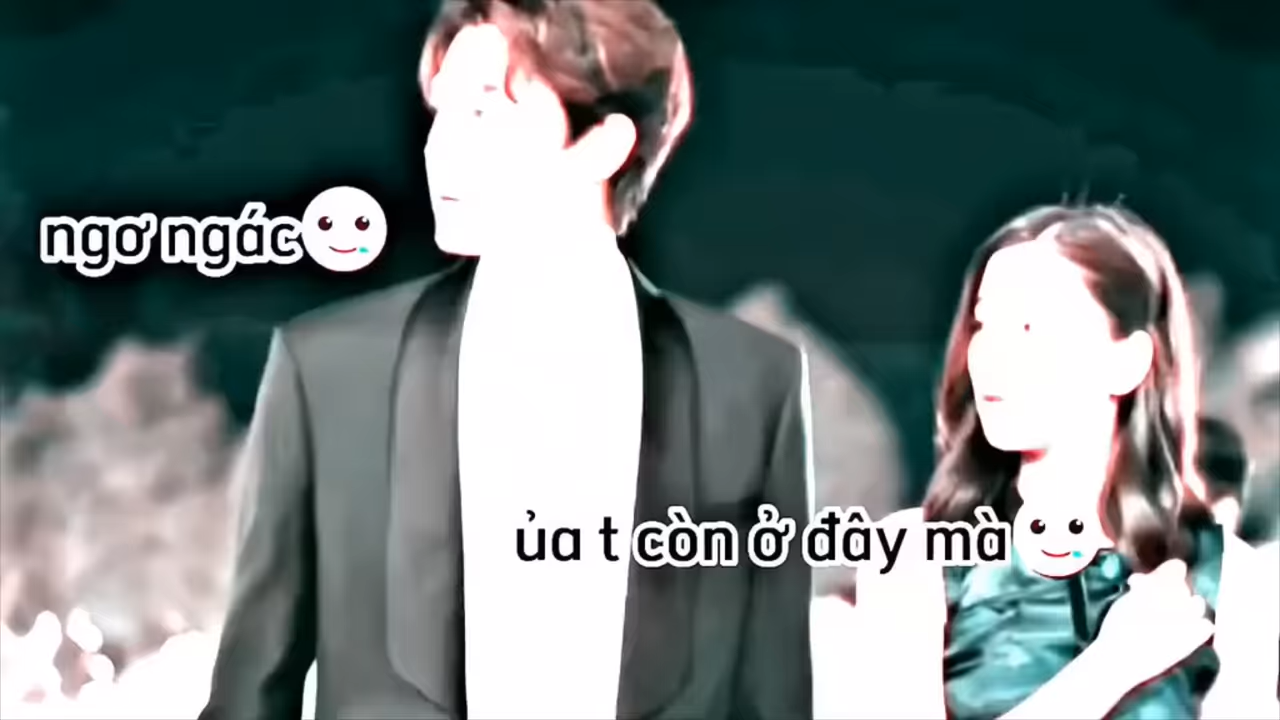 ngơ ngác
ủa t còn ở đây mà